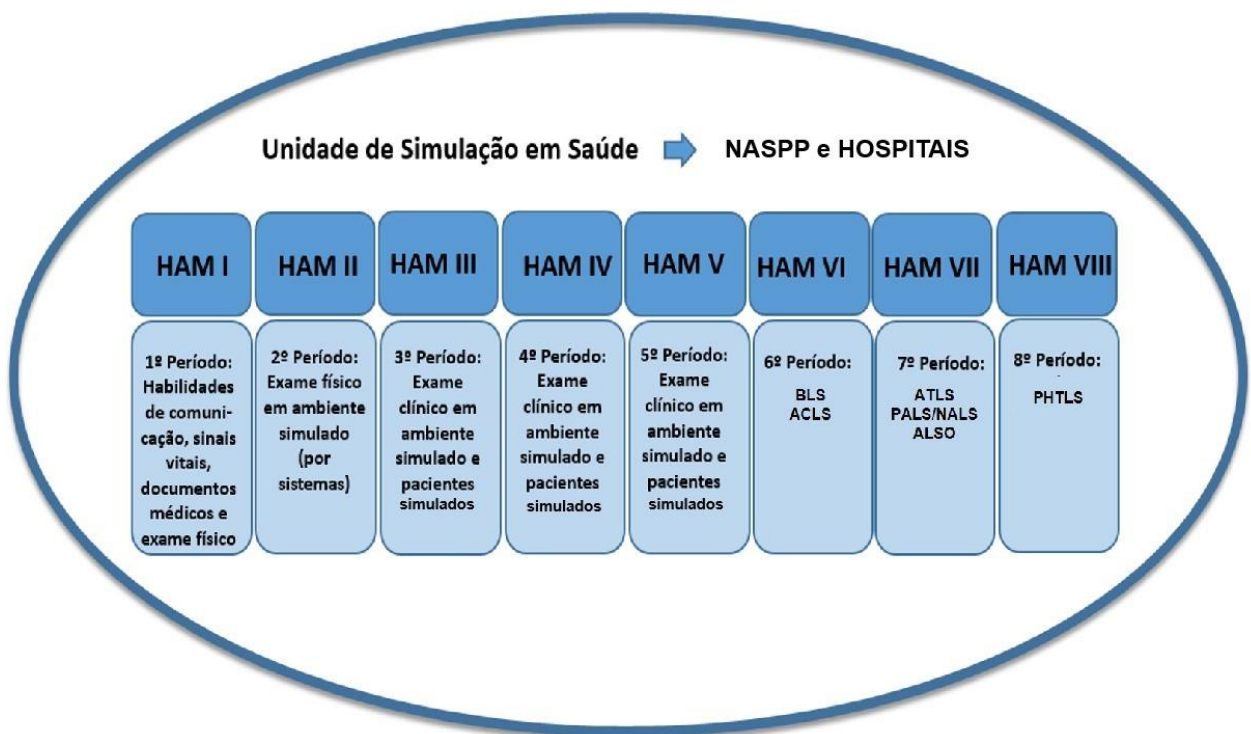 Unidade de Simulação em Saúde NASPP e HOSPITAIS
HAM I
HAM II
HAM III
HAM IV
HAM V
HAM VI
HAM VII
HAM VIII
1º Período:
Habilidades
de comuni-
cação, sinais
vitais,
documentos
médicos e
exame físico
2º Período:
Exame físico
em ambiente
simulado
(por
sistemas)
3º Período:
Exame
clínico em
ambiente
simulado e
pacientes
simulados
4º Período:
Exame
clínico em
ambiente
simulado e
pacientes
simulados
5º Período:
Exame
clínico em
ambiente
simulado e
pacientes
simulados
6º Período:
BLS
ACLS
7º Período:
ATLS
PALS/NALS
ALSO
8º Período:
PHTLS